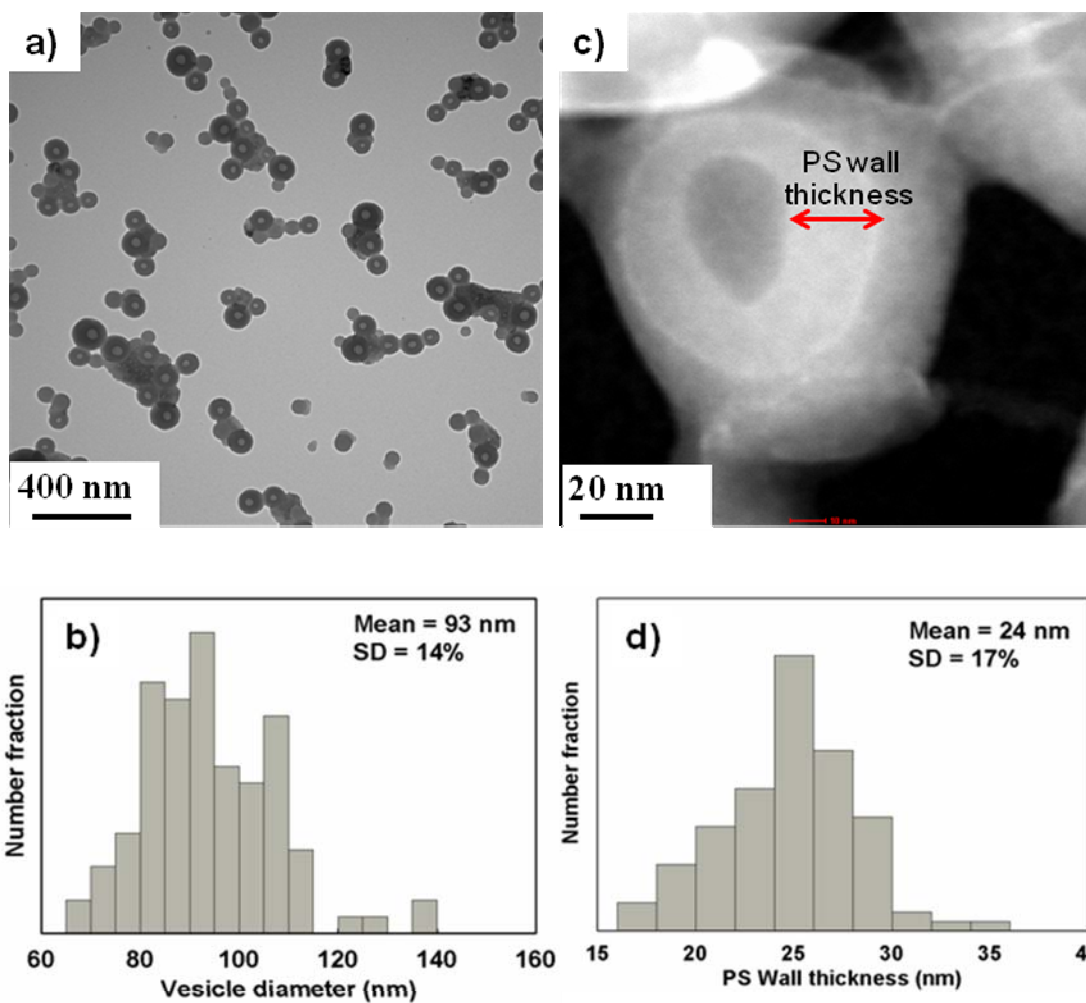 a)
400 nm
c)
PS wall
thickness
20 nm
b)
Mean = 93 nm
SD = 14%
Number fraction
60
80
100
120
140
160
Vesicle diameter (nm)
d)
Mean = 24 nm
SD = 17%
Number fraction
15
20
25
30
35
4
PS Wall thickness (nm)